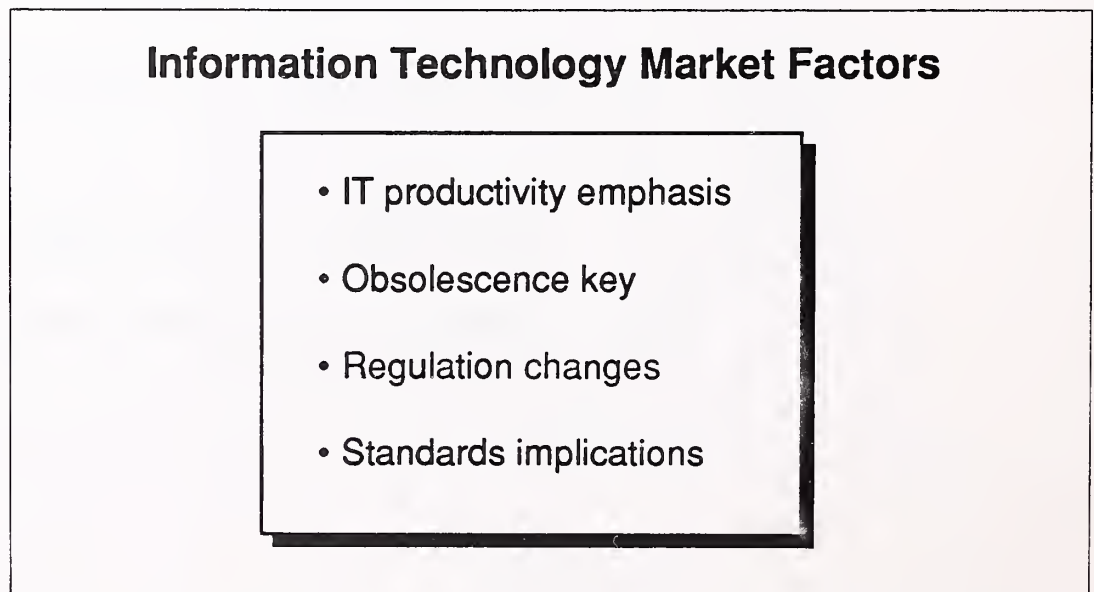 Information Technology Market Factors
• IT productivity emphasis
• Obsolescence key
• Regulation changes
• Standards implications